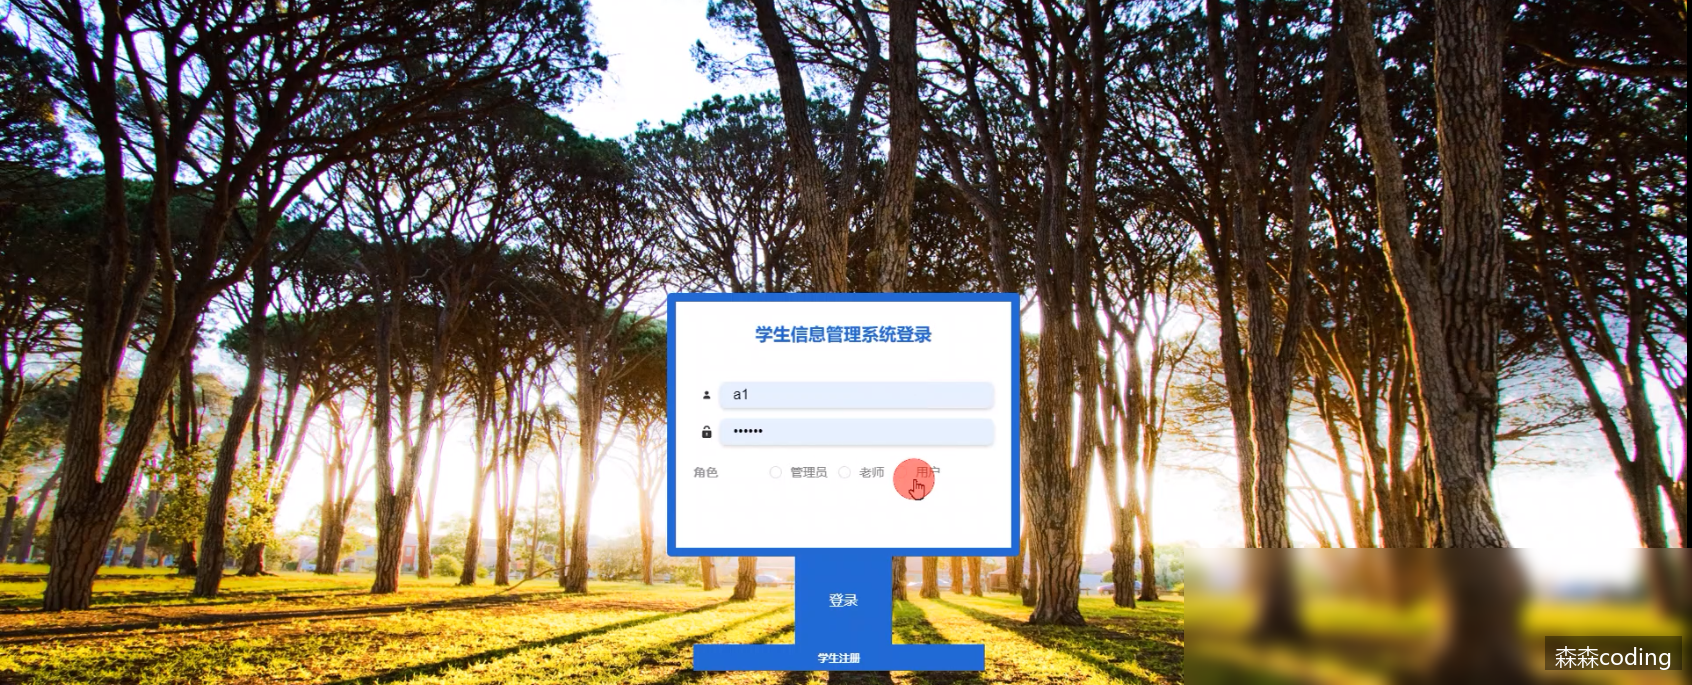 学生信息管理系统登录
a1
••••••
角色 管理员 老师 用户
登录
学生注册
森森coding